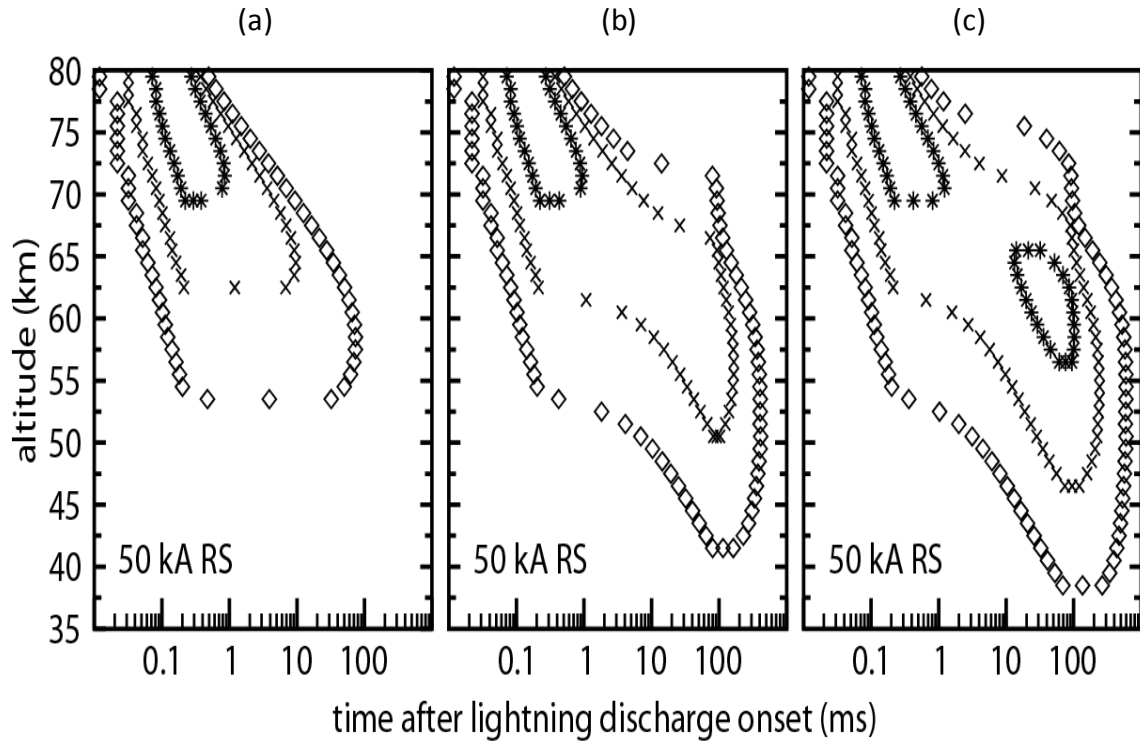 (a) (b) (c)
80
75
70
65
60
55
50
45
40
35
altitude (km)
50 kA RS 50 kA RS 50 kA RS
0.1 1 10 100 0.1 1 10 100 0.1 1 10 100
time after lightning discharge onset (ms)